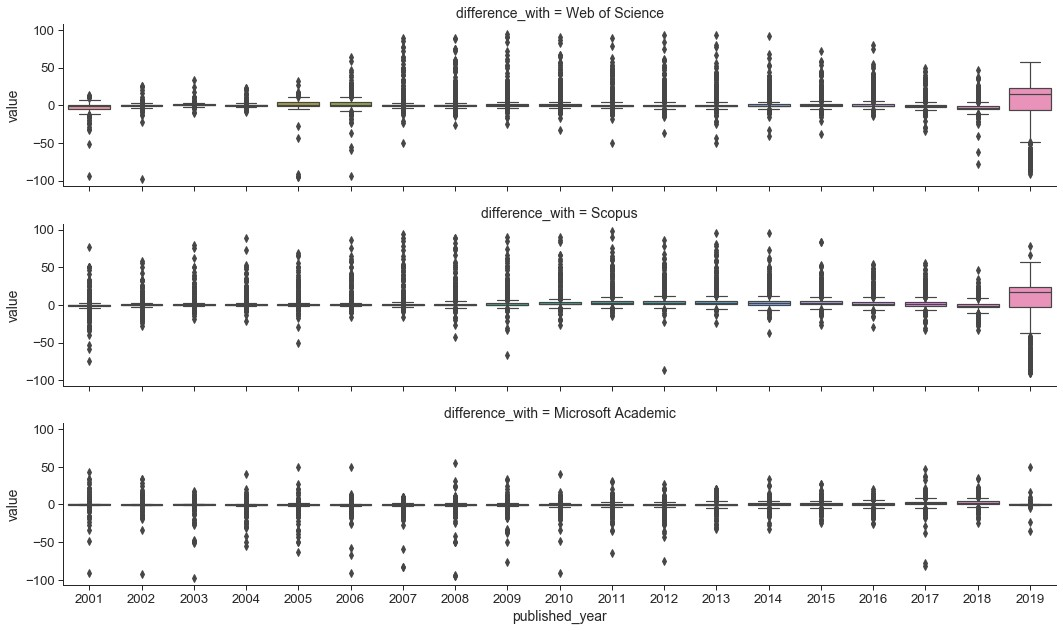 difference_with = Web of Science
100
50
0
−50
−100
value
difference_with = Scopus
100
50
0
−50
−100
value
difference_with = Microsoft Academic
100
50
0
−50
−100
value
2001 2002 2003 2004 2005 2006 2007 2008 2009 2010 2011 2012 2013 2014 2015 2016 2017 2018 2019
published_year